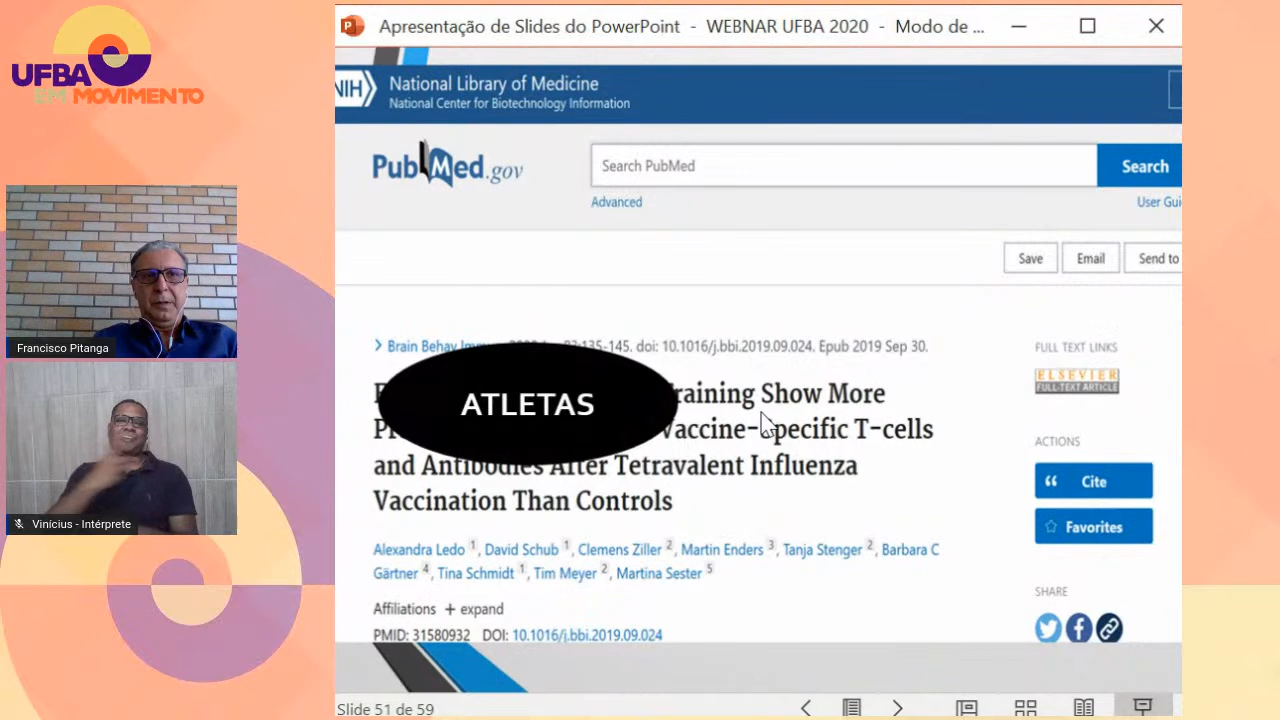 UFBA
EM MOVIMENTO
Francisco Pitanga
Vinícius - Intérprete
Apresentação de Slides do PowerPoint - WEBNAR UFBA 2020 - Modo de ...
NIH
National Library of Medicine
National Center for Biotechnology Information
PubMed.gov
Search PubMed
Search
Advanced
User Gui
Save
Email
Send to
Brain Behav 135-145. doi: 10.1016/j.bbi.2019.09.024. Epub 2019 Sep 30.
ATLETAS
raining Show More
Vaccine-Specific T-cells
and Antibodies After Tetravalent Influenza
Vaccination Than Controls
Alexandra Ledo 1, David Schub 1, Clemens Ziller 2, Martin Enders 3, Tanja Stenger 2, Barbara C
Gärtner 4, Tina Schmidt 1, Tim Meyer 2, Martina Sester 5
Affiliations + expand
PMID: 31580932 DOI: 10.1016/j.bbi.2019.09.024
FULL TEXT LINKS
ELSEVIER
FULL-TEXT ARTICLE
ACTIONS
Cite
Favorites
SHARE
Slide 51 de 59